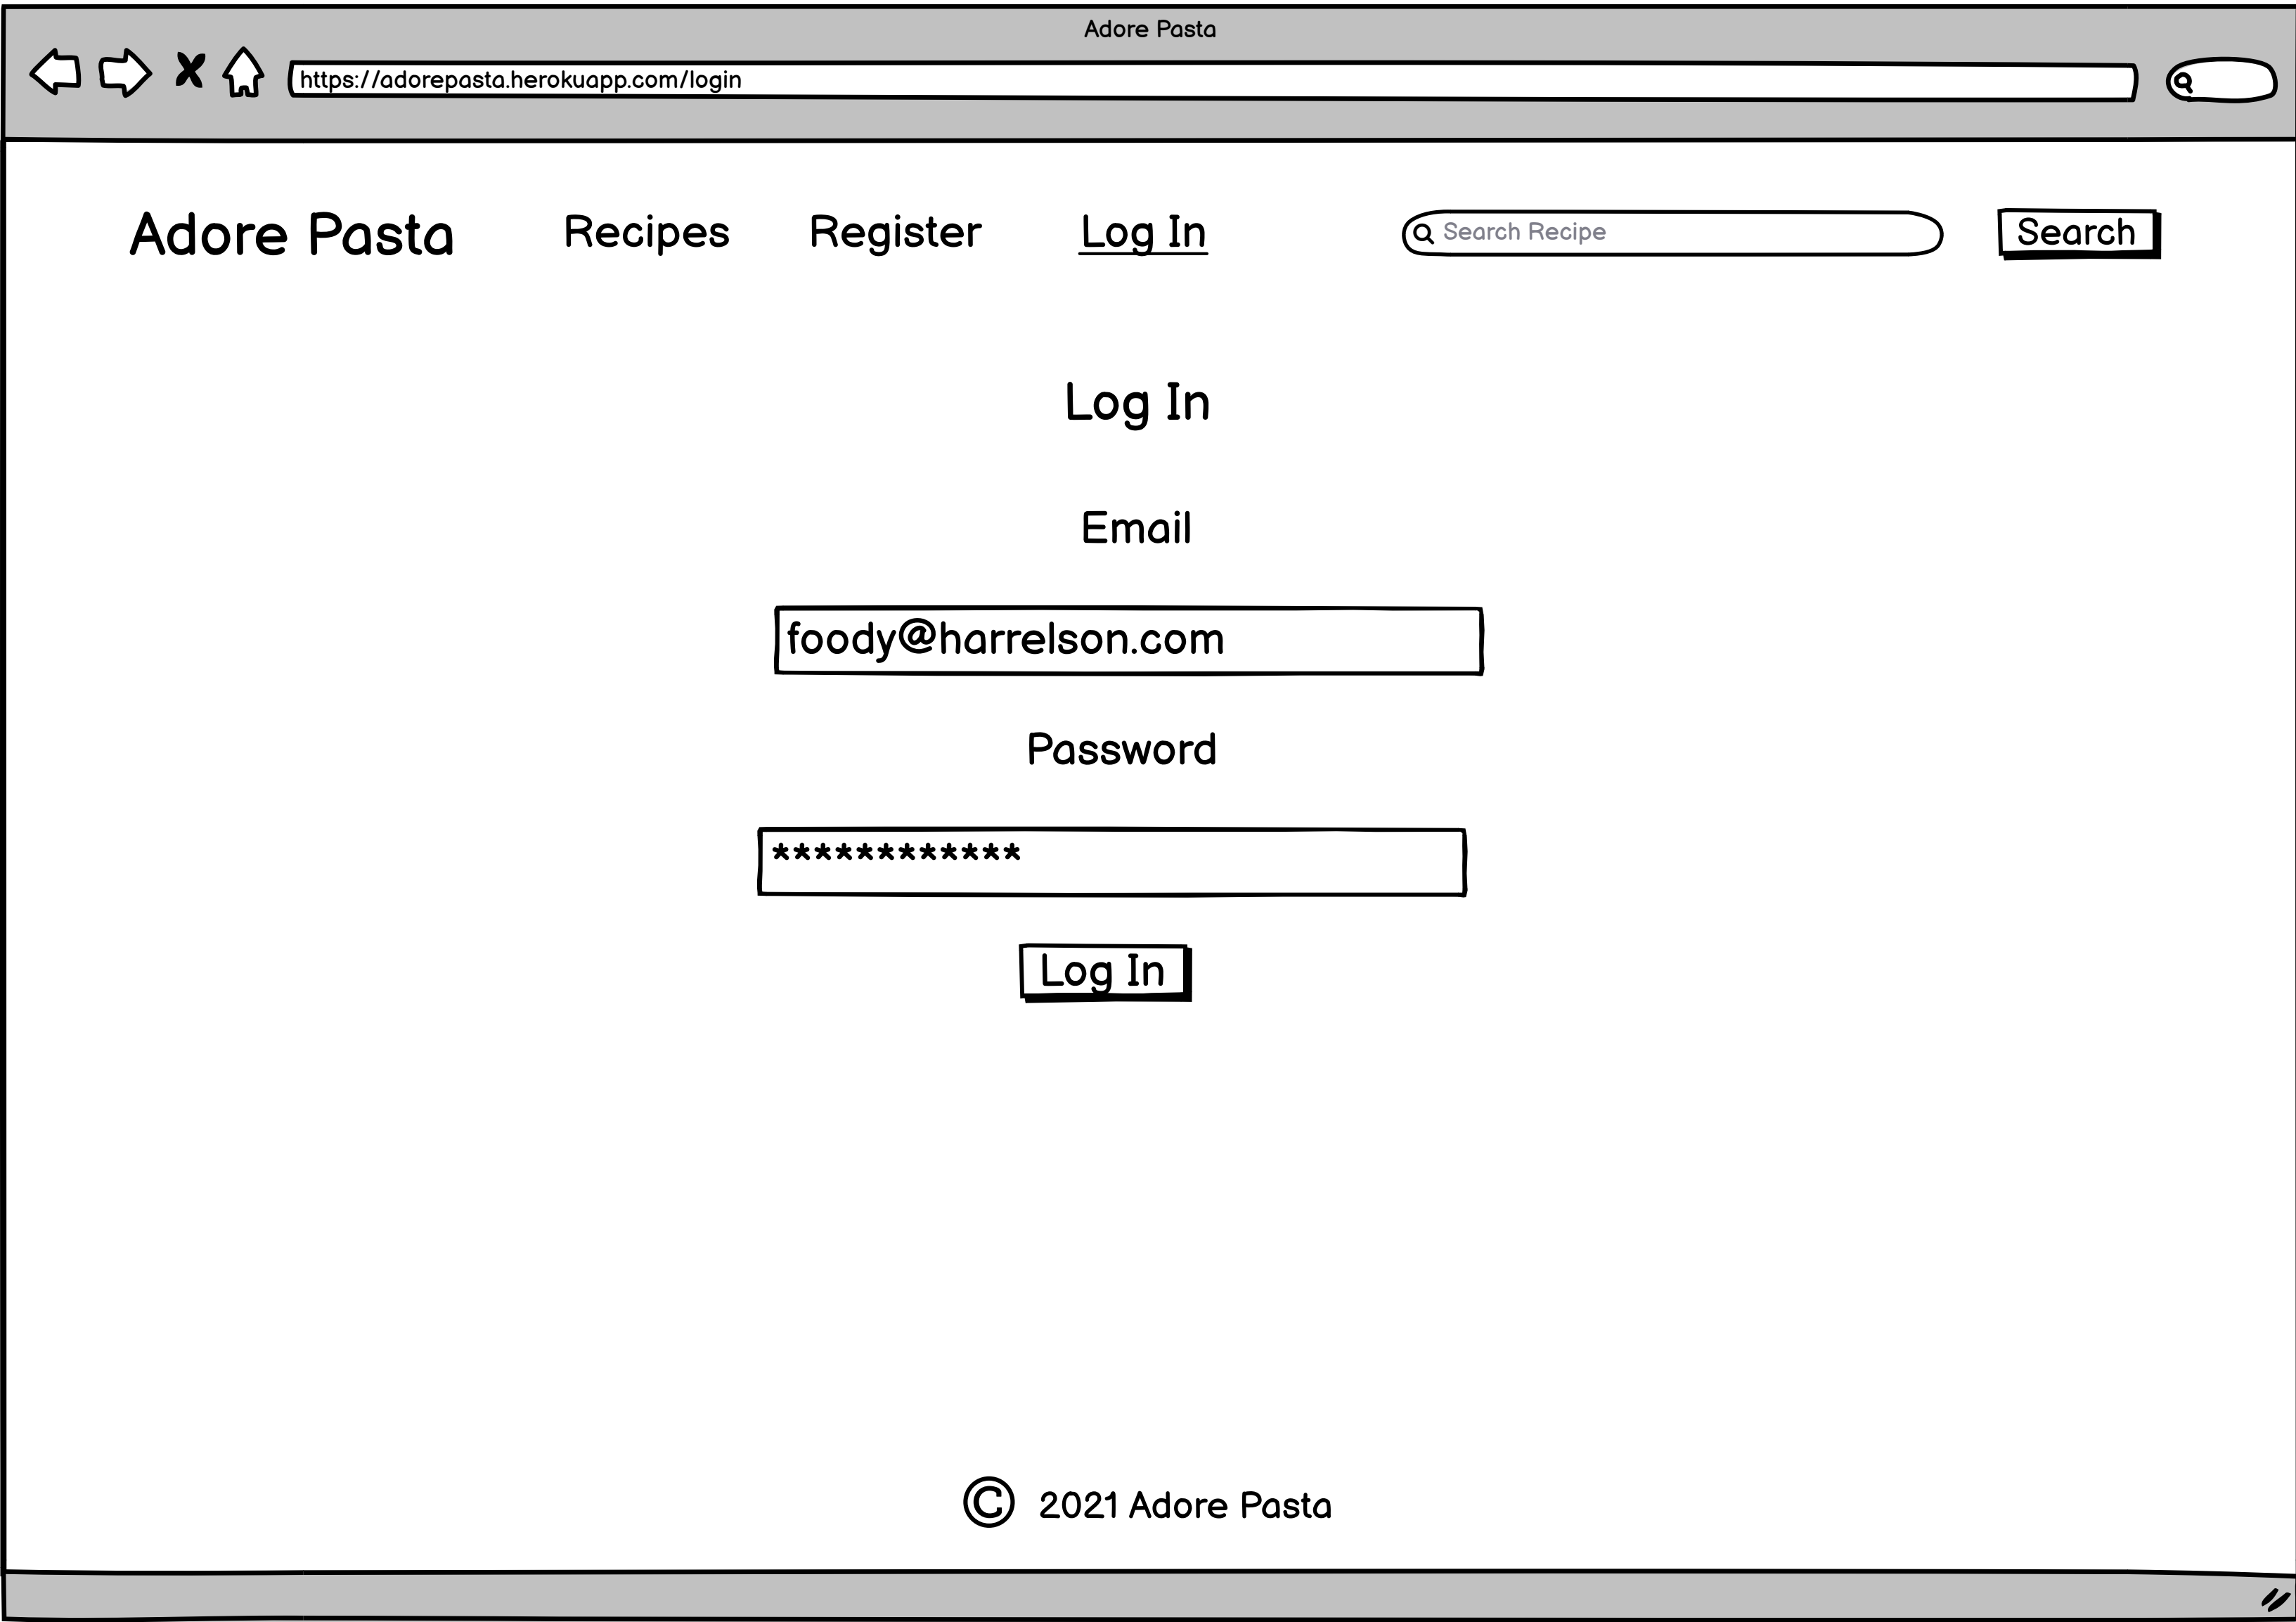 Adore Pasta
https://adorepasta.herokuapp.com/login
Adore Pasta Recipes Register Log In Search Recipe Search
Log In
Email
foody@harrelson.com
Password
************
Log In
© 2021 Adore Pasta